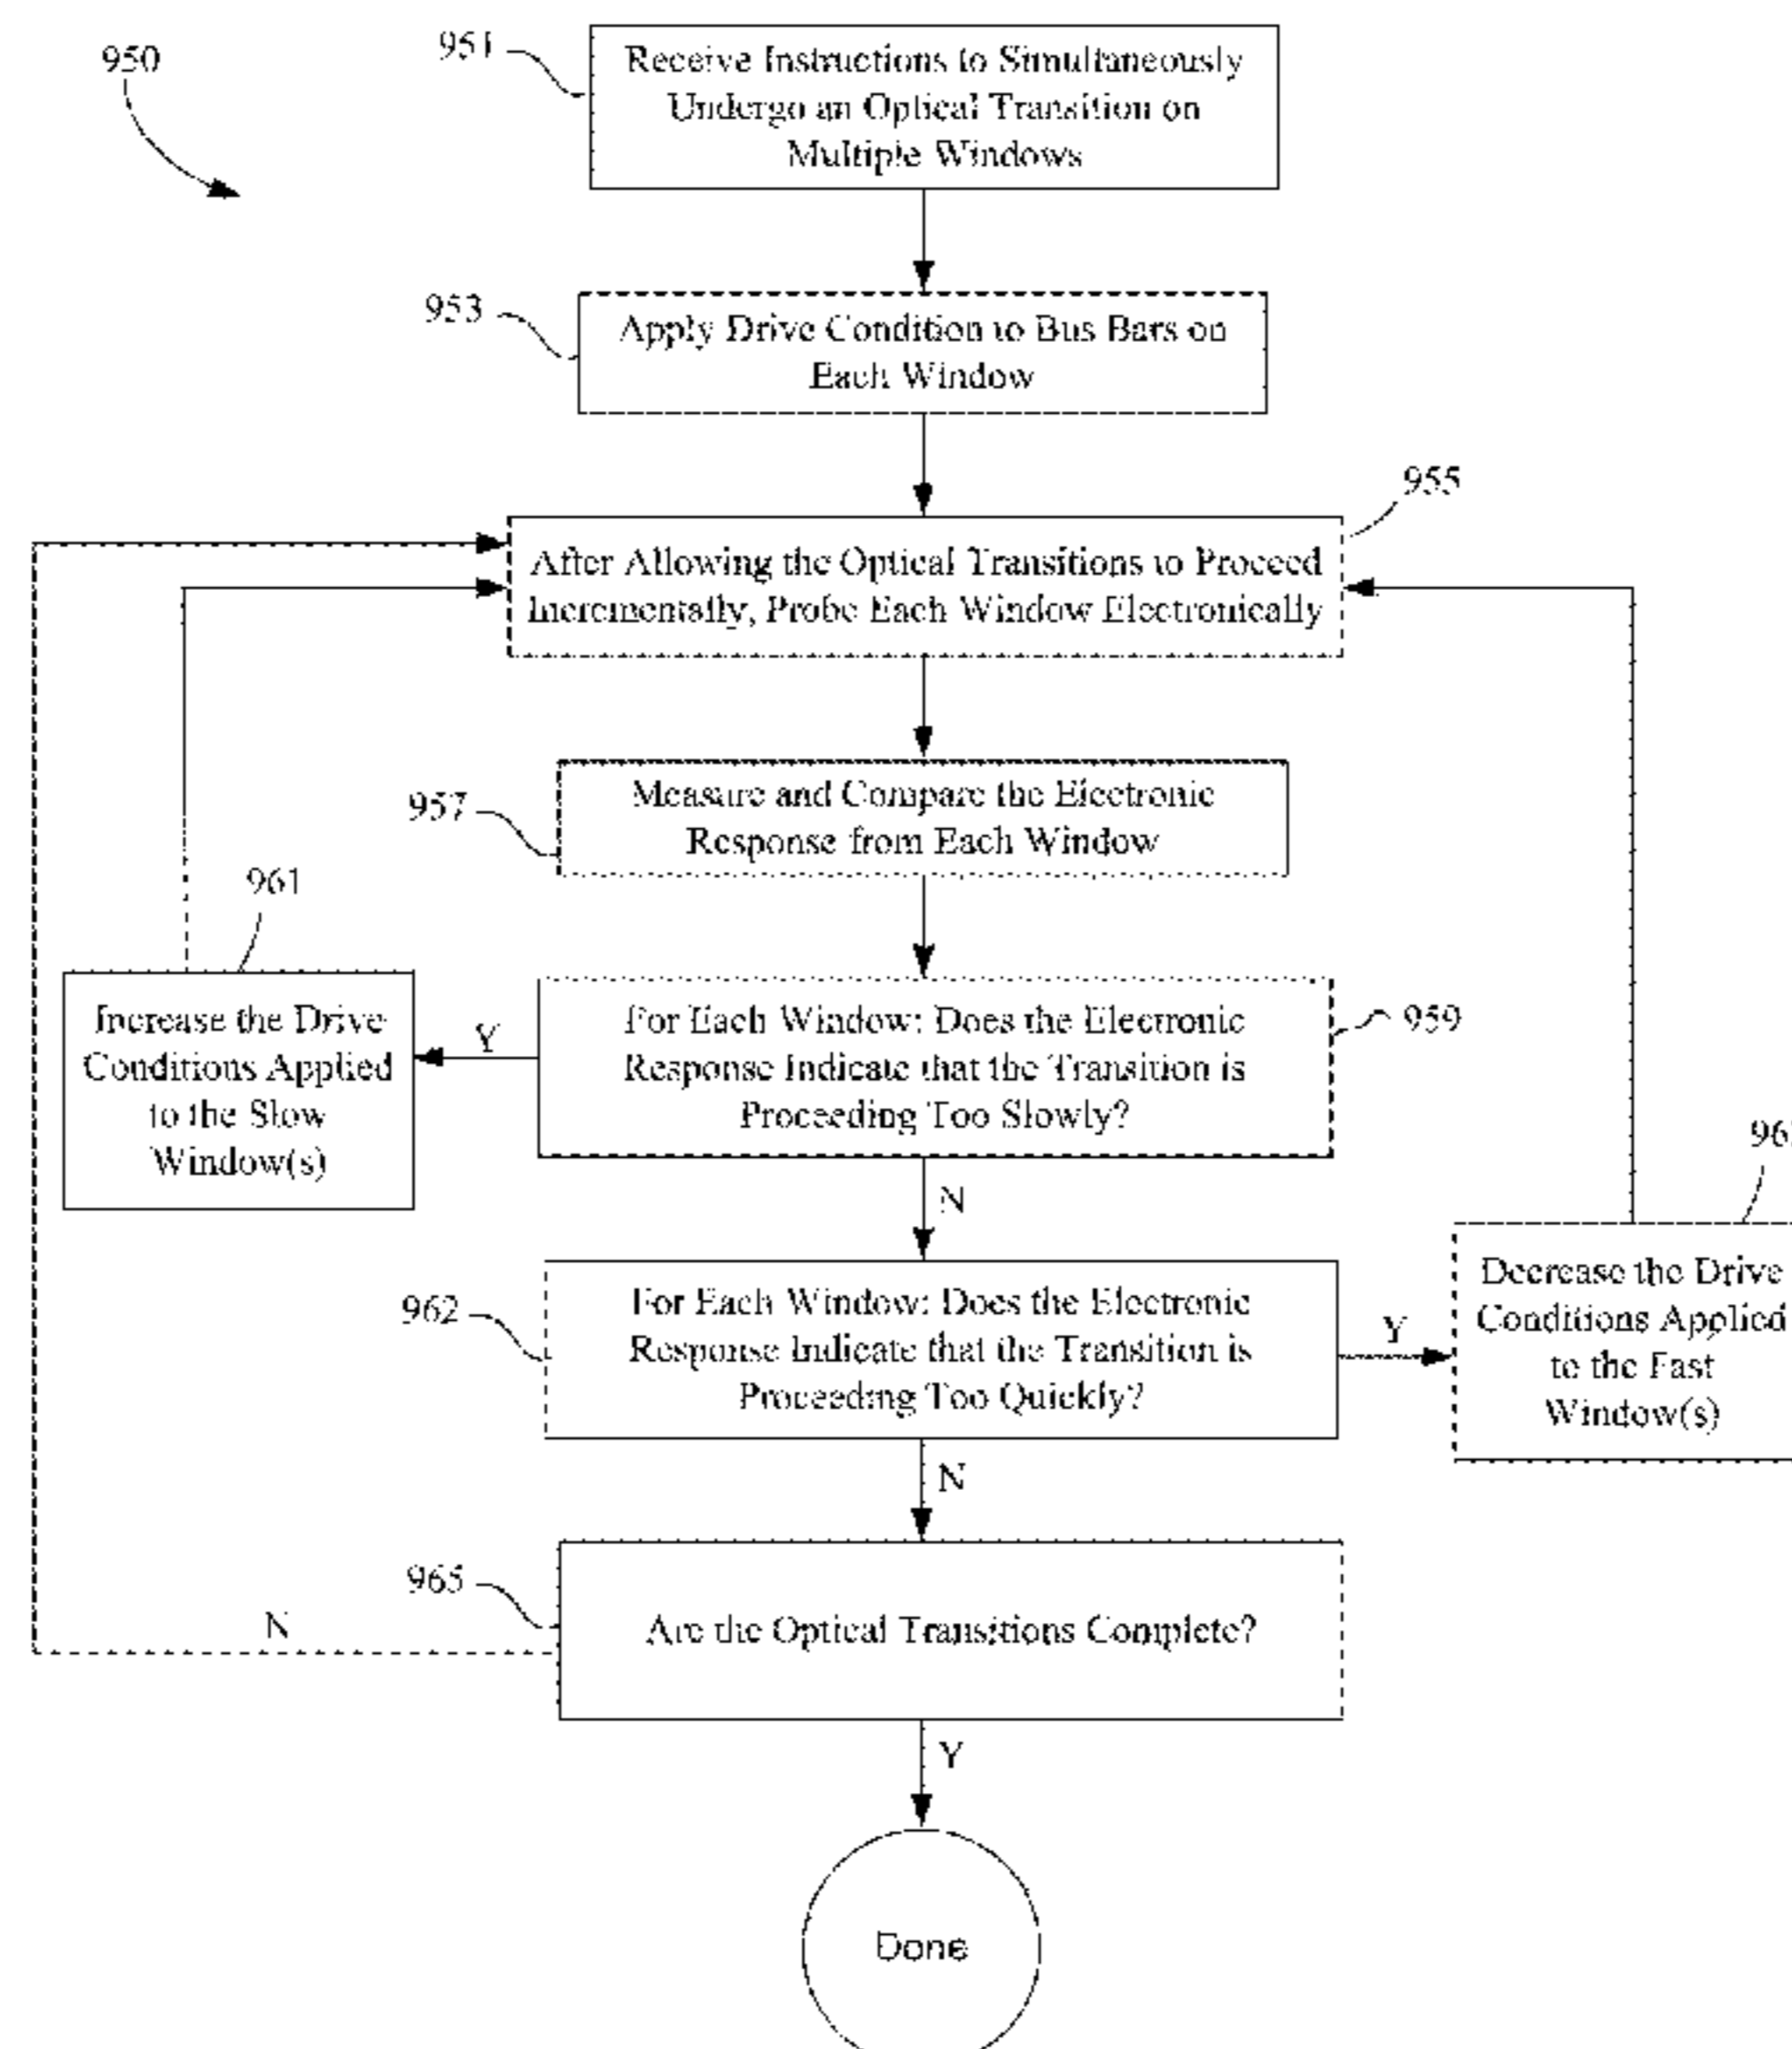 950
951
Receive Instructions to Simultaneously
Undergo an Optical Transition on
Multiple Windows
953
Apply Drive Condition to Bus Bars on
Each Window
955
After Allowing the Optical Transitions to Proceed
Incrementally, Probe Each Window Electronically
957
Measure and Compare the Electronic
Response from Each Window
961
Increase the Drive
Conditions Applied
to the Slow
Window(s)
Y
For Each Window: Does the Electronic
Response Indicate that the Transition is
Proceeding Too Slowly?
959
N
962
For Each Window: Does the Electronic
Response Indicate that the Transition is
Proceeding Too Quickly?
Y
Decrease the Drive
Conditions Applied
to the Fast
Window(s)
N
965
Are the Optical Transitions Complete?
N
Y
Done